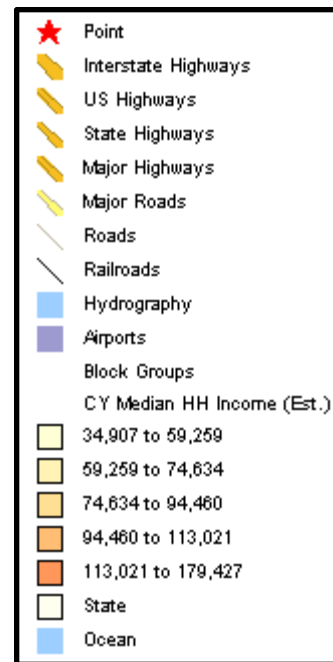 Point
Interstate Highways
US Highways
State Highways
Major Highways
Major Roads
Roads
Railroads
Hydrography
Airports
Block Groups
CY Median HH Income (Est.)
34,907 to 59,259
59,259 to 74,634
74,634 to 94,460
94,460 to 113,021
113,021 to 179,427
State
Ocean